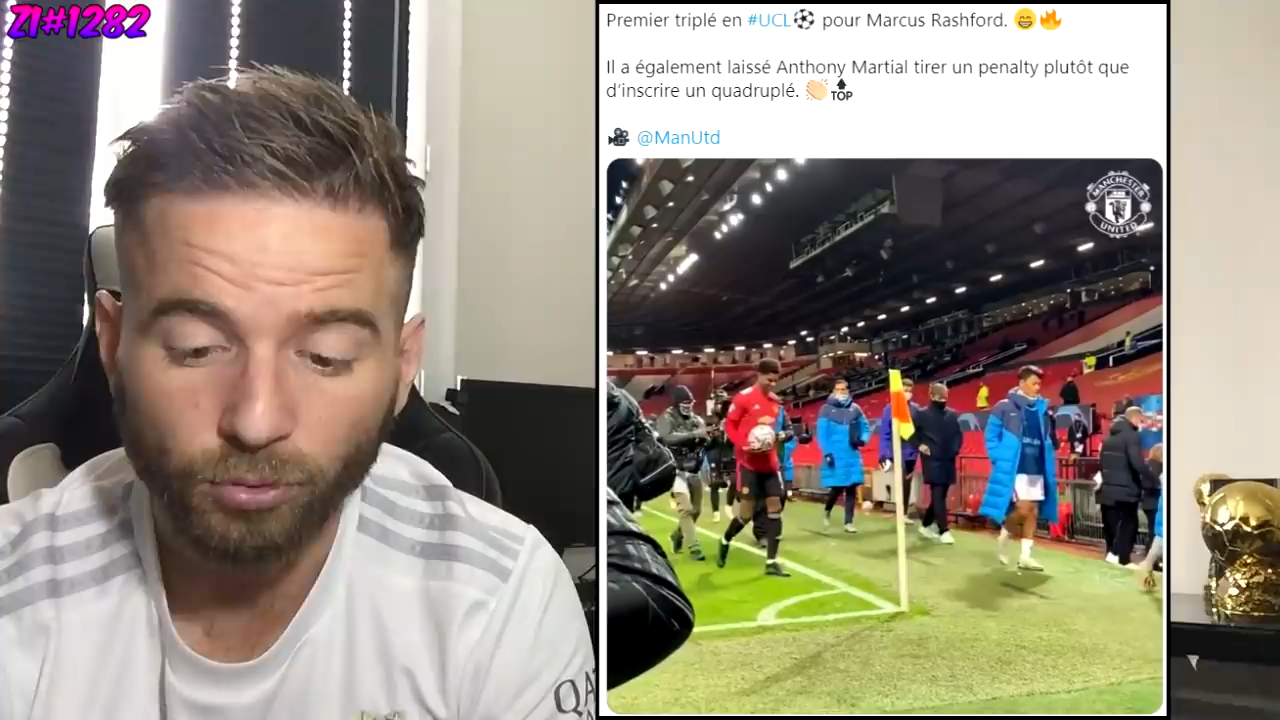 Z1#1282
Premier triplé en #UCL⚽ pour Marcus Rashford. 😁🔥
Il a également laissé Anthony Martial tirer un penalty plutôt que
d'inscrire un quadruplé. 👏🏻🔝
🎥 @ManUtd
MANCHESTER
UNITED